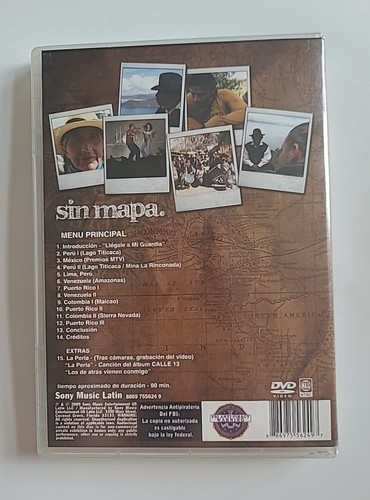 sin mapa.
MENU PRINCIPAL
1. Introducción - "Llégale a Mi Guarida"
2. Perú I (Lago Titicaca)
3. México (Premios MTV)
4. Perú II (Lago Titicaca / Mina La Rinconada)
5. Lima, Perú
6. Venezuela (Amazonas)
7. Puerto Rico I
8. Venezuela II
9. Colombia I (Maicao)
10. Puerto Rico II
11. Colombia II (Sierra Nevada)
12. Puerto Rico III
13. Conclusión
14. Créditos
EXTRAS
15. La Perla - (Tras cámaras, grabación del video)
"La Perla" - Canción del álbum CALLE 13
"Los de atrás vienen conmigo"
tiempo aproximado de duración - 90 min.
Sony Music Latin 8869 755624 9
Advertencia Antipiratería
Del FBI:
La copia no autorizada
es castigable
bajo la ley federal.
DVD
VIDEO
ALL
8 86975 56249 7